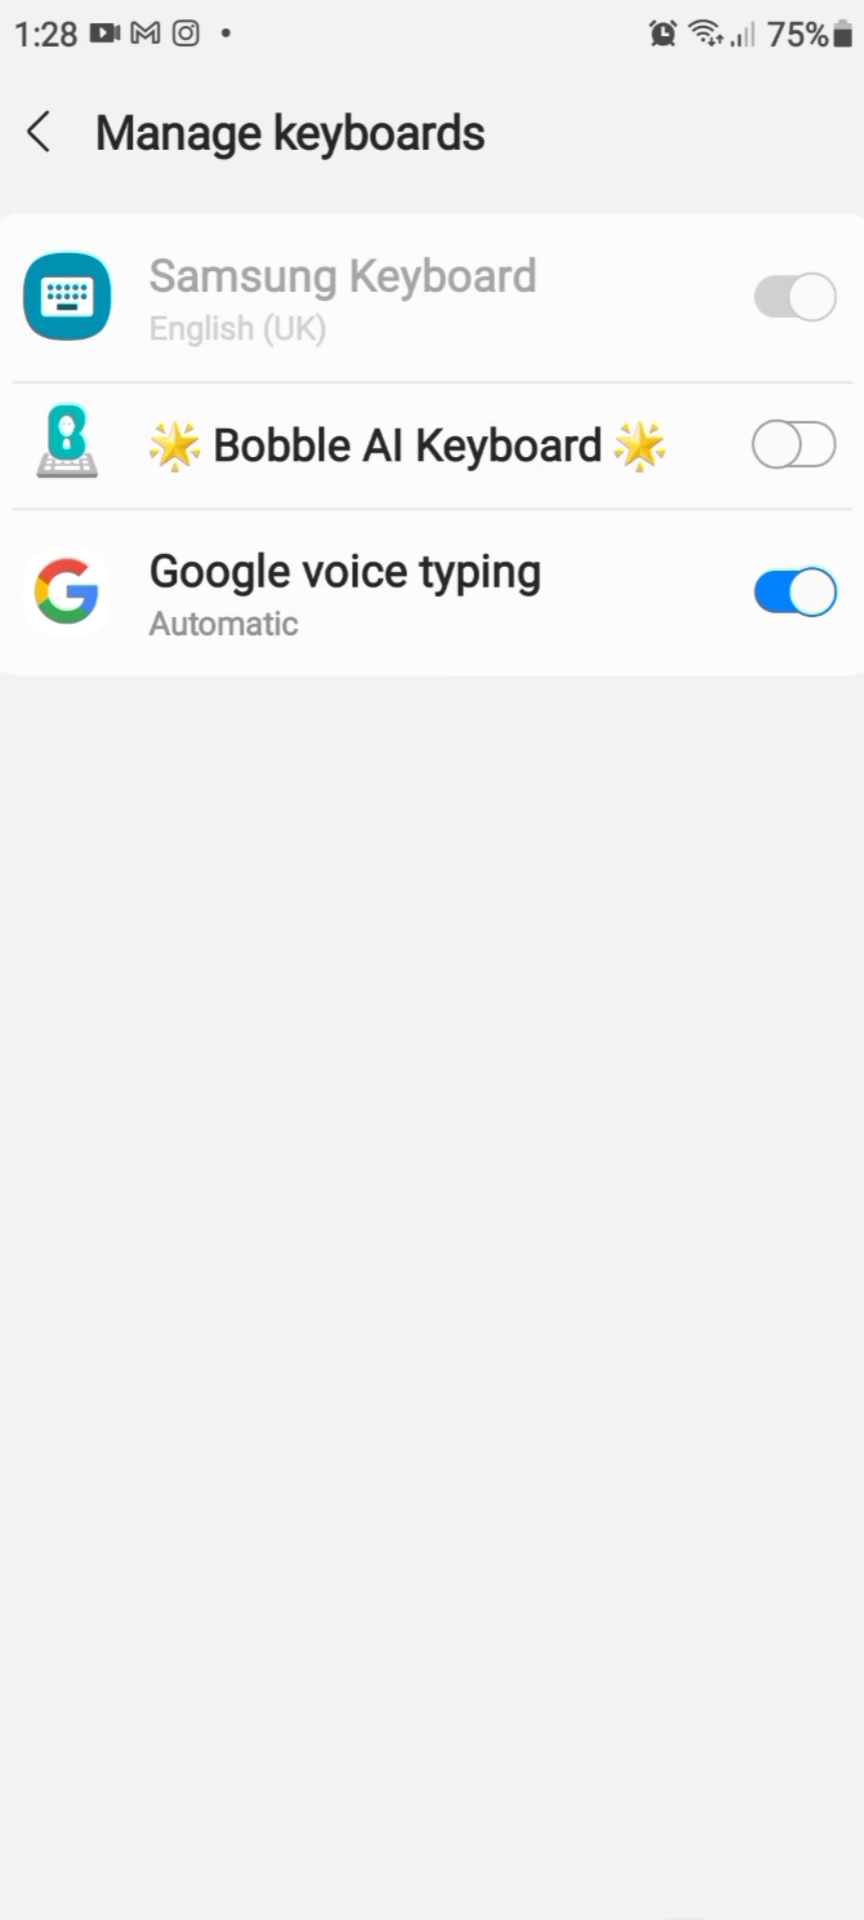 1:28 75%
Manage keyboards
Samsung Keyboard
English (UK)
🌟 Bobble AI Keyboard 🌟
Google voice typing
Automatic